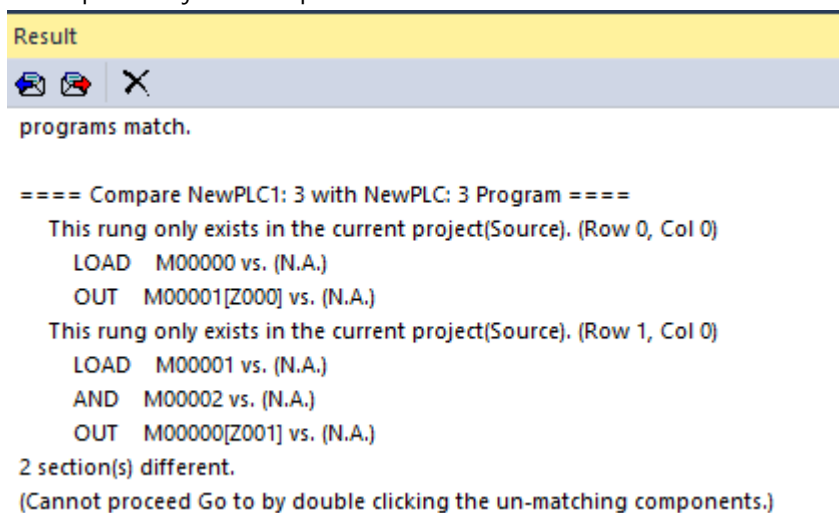 Result
programs match.
==== Compare NewPLC1: 3 with NewPLC: 3 Program ====
This rung only exists in the current project(Source). (Row 0, Col 0)
LOAD M00000 vs. (N.A.)
OUT M00001[Z000] vs. (N.A.)
This rung only exists in the current project(Source). (Row 1, Col 0)
LOAD M00001 vs. (N.A.)
AND M00002 vs. (N.A.)
OUT M00000[Z001] vs. (N.A.)
2 section(s) different.
(Cannot proceed Go to by double clicking the un-matching components.)